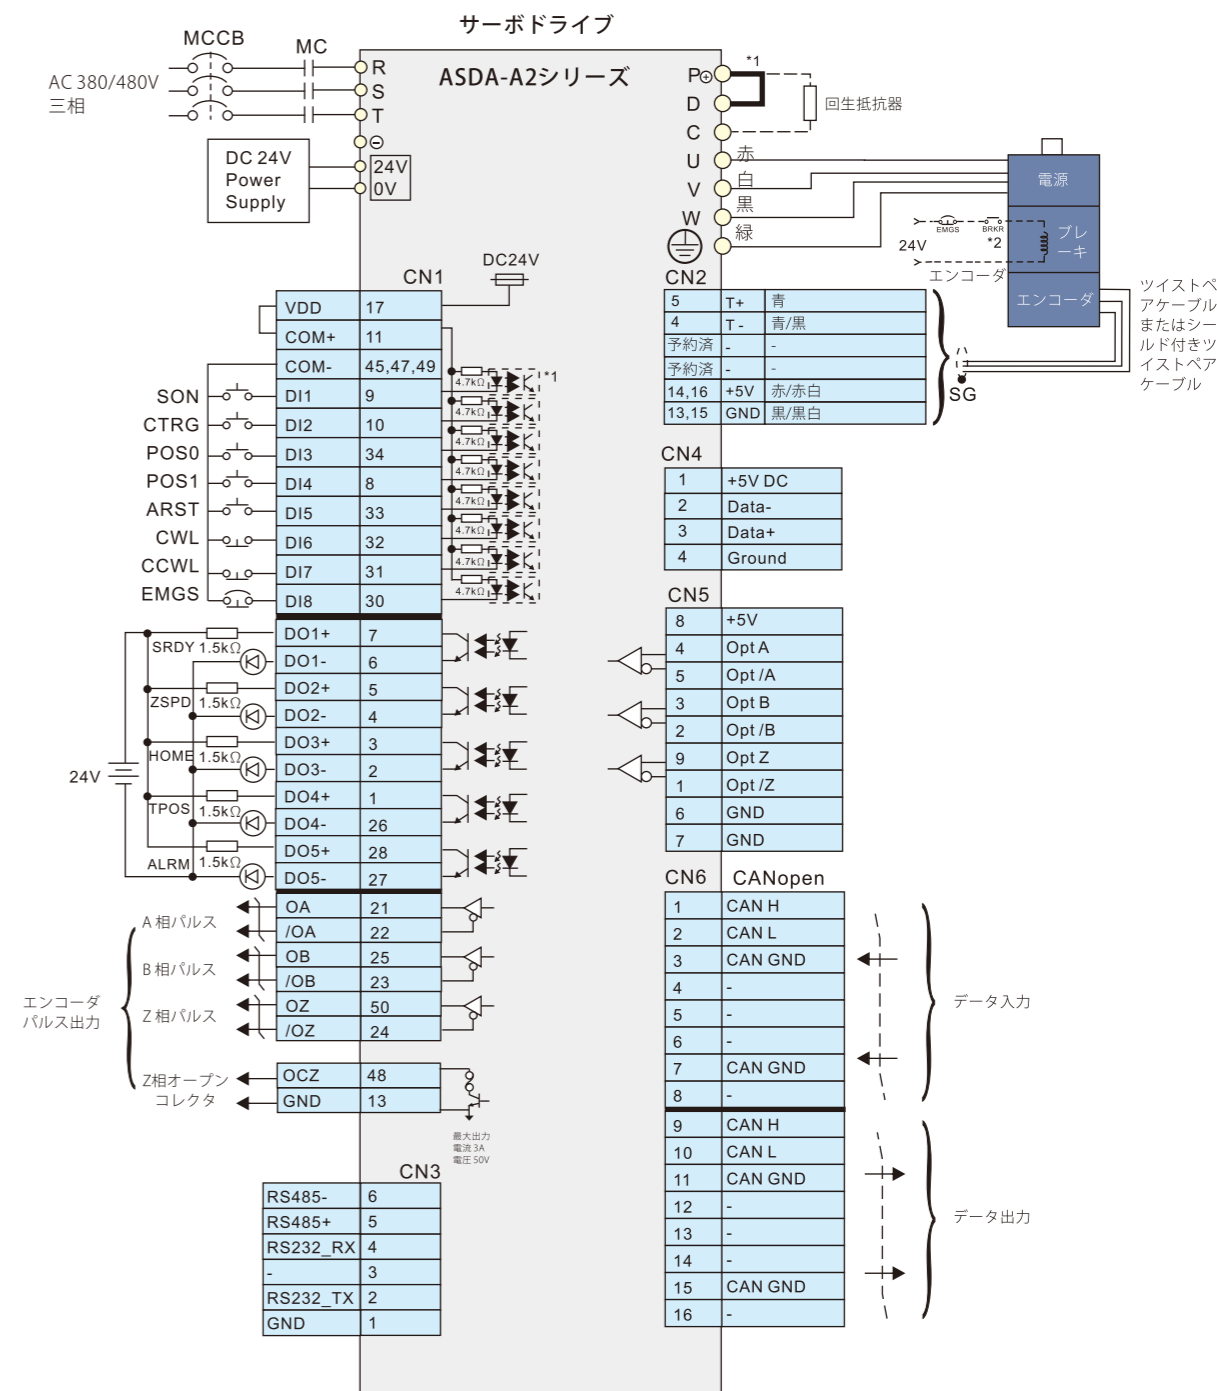 サーボドライブ
ASDA-A2シリーズ
MCCB
MC
AC 380/480V
三相
R
S
T
⊖
DC 24V
Power
Supply
24V
0V
P⊕
D
C
U
V
W
*1
回生抵抗器
赤
白
黒
緑
電源
ブレ
ーキ
エンコーダ
24V
EMGS
BRKR
*2
エンコーダ
ツイストペ
アケーブル
またはシー
ルド付きツ
イストペア
ケーブル
SG
CN1
DC24V
VDD 17
COM+ 11
COM- 45,47,49
SON DI1 9
CTRG DI2 10
POS0 DI3 34
POS1 DI4 8
ARST DI5 33
CWL DI6 32
CCWL DI7 31
EMGS DI8 30
4.7kΩ
4.7kΩ
4.7kΩ
4.7kΩ
4.7kΩ
4.7kΩ
4.7kΩ
4.7kΩ
*1
24V
SRDY 1.5kΩ
DO1+ 7
DO1- 6
ZSPD 1.5kΩ
DO2+ 5
DO2- 4
HOME 1.5kΩ
DO3+ 3
DO3- 2
TPOS 1.5kΩ
DO4+ 1
DO4- 26
ALRM 1.5kΩ
DO5+ 28
DO5- 27
エンコーダ
パルス出力
A 相パルス
OA 21
/OA 22
B 相パルス
OB 25
/OB 23
Z 相パルス
OZ 50
/OZ 24
Z相オープン
コレクタ
OCZ 48
GND 13
最大出力
電流 3A
電圧 50V
CN3
RS485- 6
RS485+ 5
RS232_RX 4
- 3
RS232_TX 2
GND 1
CN2
5 T+ 青
4 T - 青/黒
予約済 - -
予約済 - -
14,16 +5V 赤/赤白
13,15 GND 黒/黒白
CN4
1 +5V DC
2 Data-
3 Data+
4 Ground
CN5
8 +5V
4 Opt A
5 Opt /A
3 Opt B
2 Opt /B
9 Opt Z
1 Opt /Z
6 GND
7 GND
CN6 CANopen
1 CAN H
2 CAN L
3 CAN GND
4 -
5 -
6 -
7 CAN GND
8 -
データ入力
9 CAN H
10 CAN L
11 CAN GND
12 -
13 -
14 -
15 CAN GND
16 -
データ出力